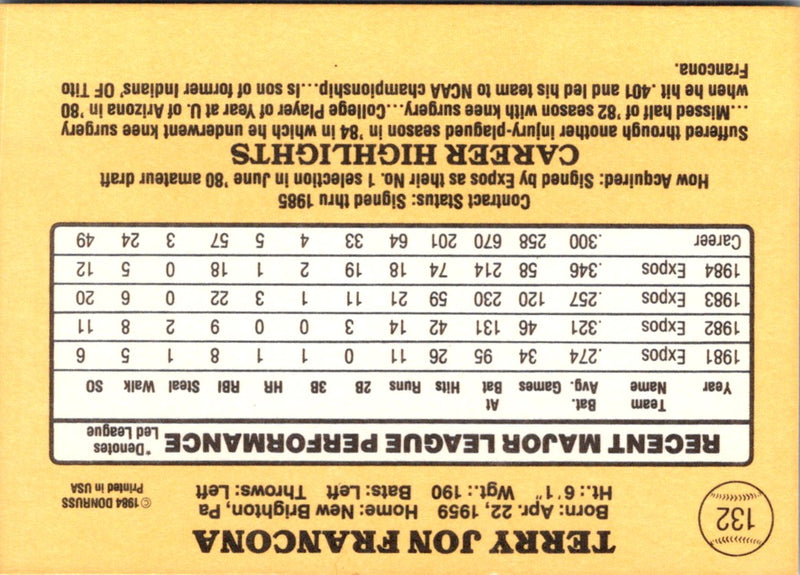 132
TERRY JON FRANCONA
Born: Apr. 22, 1959 Home: New Brighton, Pa
Ht.: 6'1" Wgt.: 190 Bats: Left Throws: Left
©1984 DONRUSS
Printed in USA
RECENT MAJOR LEAGUE PERFORMANCE
*Denotes
Led League
Year Team Name Bat. Avg. Games At Bat Hits Runs 2B 3B HR RBI Steal Walk SO
1981 Expos .274 34 95 26 11 0 1 1 8 1 5 6
1982 Expos .321 46 131 42 14 3 0 0 9 2 8 11
1983 Expos .257 120 230 59 21 11 1 3 22 0 6 20
1984 Expos .346 58 214 74 18 19 2 1 18 0 5 12
Career .300 258 670 201 64 33 4 5 57 3 24 49
Contract Status: Signed thru 1985
How Acquired: Signed by Expos as their No. 1 selection in June '80 amateur draft
CAREER HIGHLIGHTS
Suffered through another injury-plagued season in '84 in which he underwent knee surgery
...Missed half of '82 season with knee surgery...College Player of Year at U. of Arizona in '80
when he hit .401 and led his team to NCAA championship...Is son of former Indians' OF Tito
Francona.